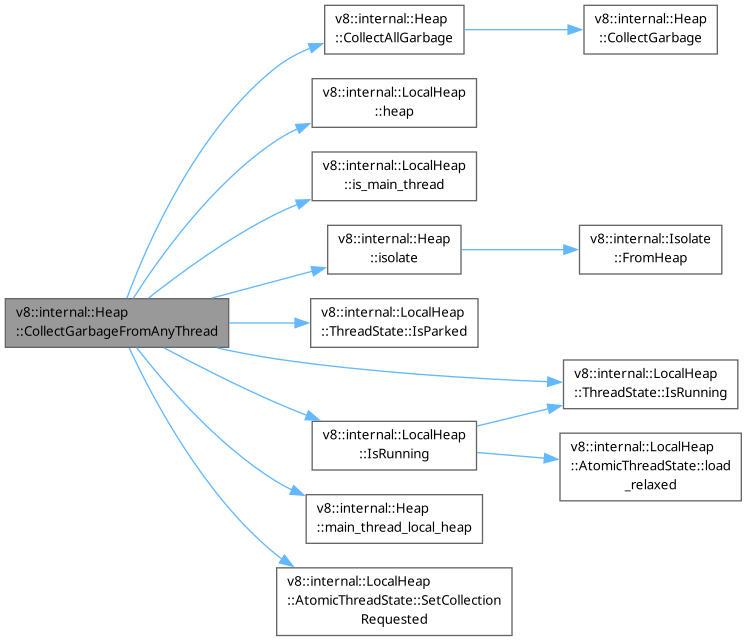 v8::internal::Heap
::CollectAllGarbage
v8::internal::Heap
::CollectGarbage
v8::internal::LocalHeap
::heap
v8::internal::LocalHeap
::is_main_thread
v8::internal::Heap
::isolate
v8::internal::Isolate
::FromHeap
v8::internal::Heap
::CollectGarbageFromAnyThread
v8::internal::LocalHeap
::ThreadState::IsParked
v8::internal::LocalHeap
::ThreadState::IsRunning
v8::internal::LocalHeap
::IsRunning
v8::internal::LocalHeap
::AtomicThreadState::load
_relaxed
v8::internal::Heap
::main_thread_local_heap
v8::internal::LocalHeap
::AtomicThreadState::SetCollection
Requested